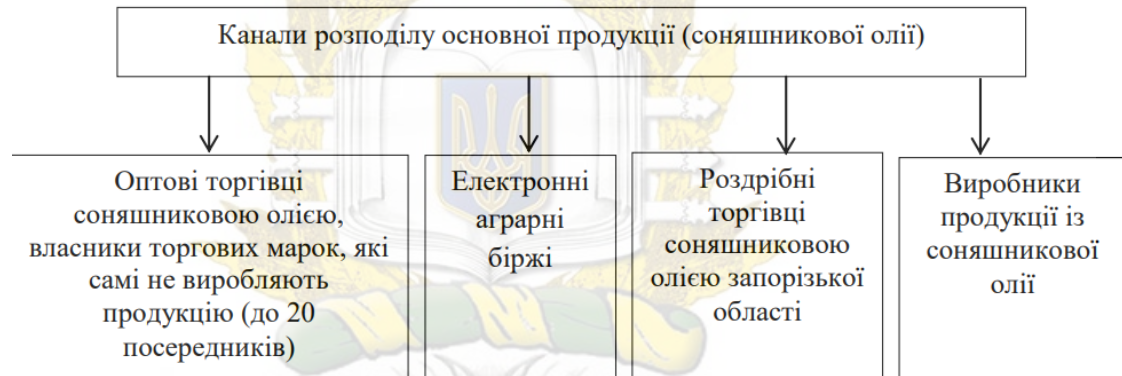 Канали розподілу основної продукції (соняшникової олії)
Оптові торгівці
соняшниковою олією,
власники торгових марок, які
самі не виробляють
продукцію (до 20
посередників)
Електронні
аграрні
біржі
Роздрібні
торгівці
соняшниковою
олією запорізької
області
Виробники
продукції із
соняшникової
олії